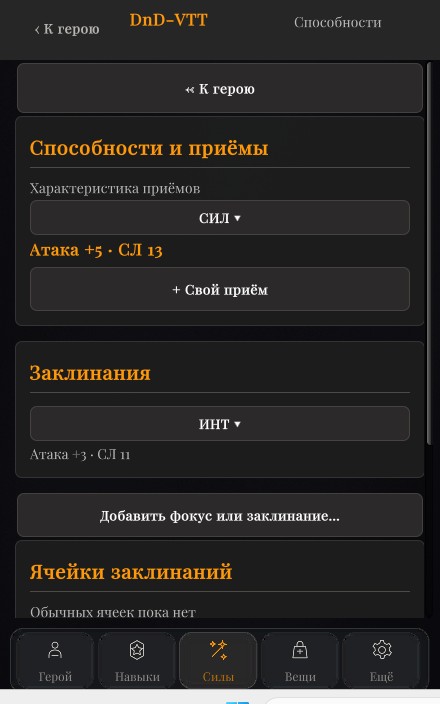 ‹ К герою
DnD-VTT
Способности
‹‹ К герою
Способности и приёмы
Характеристика приёмов
СИЛ ▾
Атака +5 · СЛ 13
+ Свой приём
Заклинания
ИНТ ▾
Атака +3 · СЛ 11
Добавить фокус или заклинание...
Ячейки заклинаний
Обычных ячеек пока нет
Герой
Навыки
Силы
Вещи
Ещё